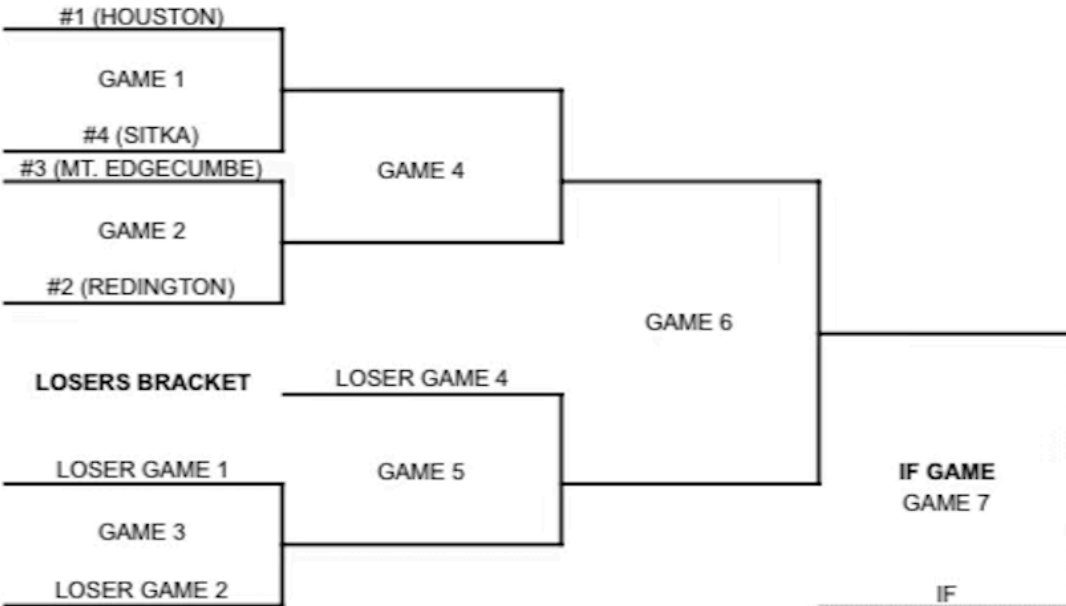 #1 (HOUSTON)
GAME 1
#4 (SITKA)
#3 (MT. EDGECUMBE)
GAME 4
GAME 2
#2 (REDINGTON)
GAME 6
LOSERS BRACKET
LOSER GAME 4
LOSER GAME 1
GAME 5
IF GAME
GAME 7
GAME 3
LOSER GAME 2
IF